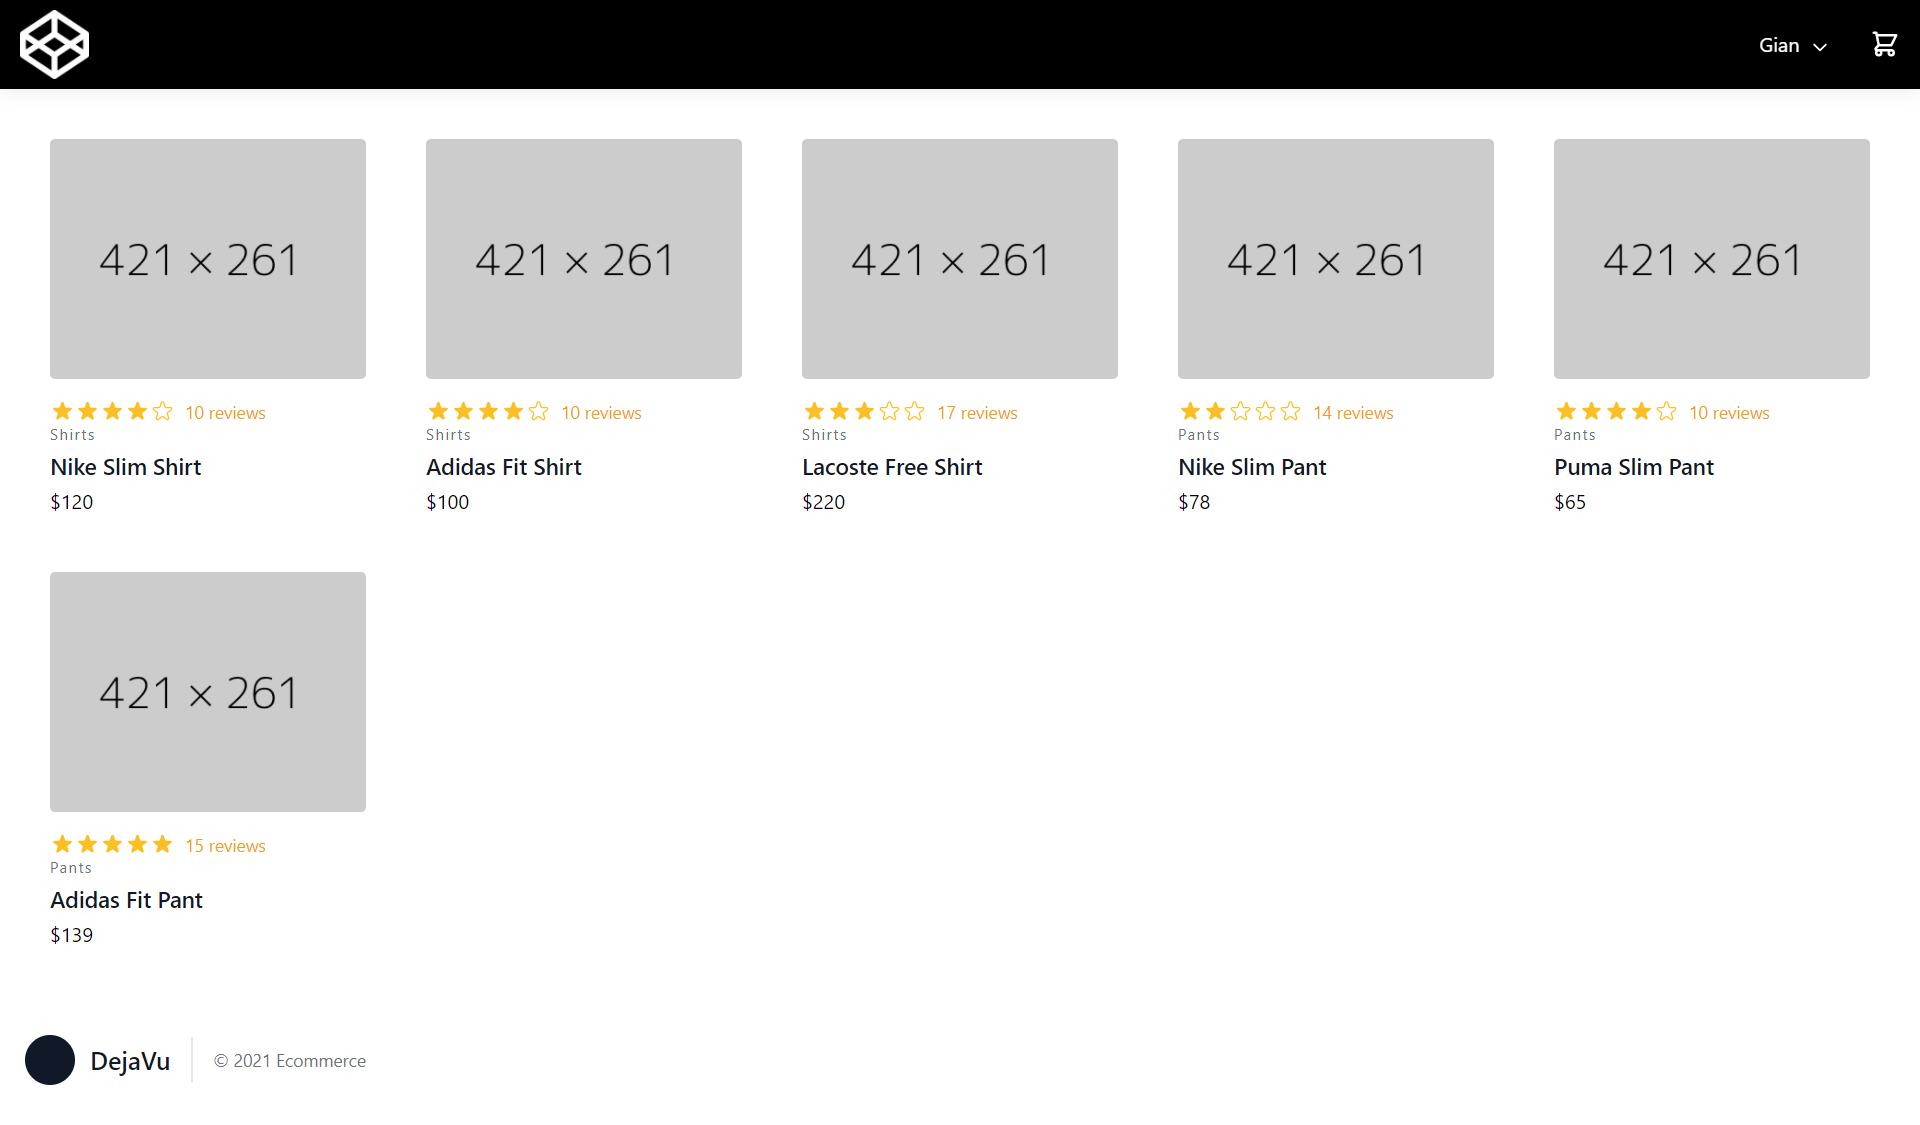 Gian
421 × 261
10 reviews
Shirts
Nike Slim Shirt
$120
421 × 261
10 reviews
Shirts
Adidas Fit Shirt
$100
421 × 261
17 reviews
Shirts
Lacoste Free Shirt
$220
421 × 261
14 reviews
Pants
Nike Slim Pant
$78
421 × 261
10 reviews
Pants
Puma Slim Pant
$65
421 × 261
15 reviews
Pants
Adidas Fit Pant
$139
DejaVu
© 2021 Ecommerce